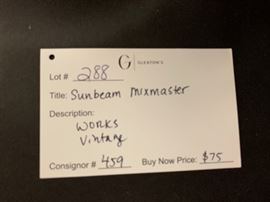 G | GLEATON'S
Lot # 288
Title: Sunbeam Mixmaster
Description:
WORKS
Vintage
Consignor # 459 Buy Now Price: $75